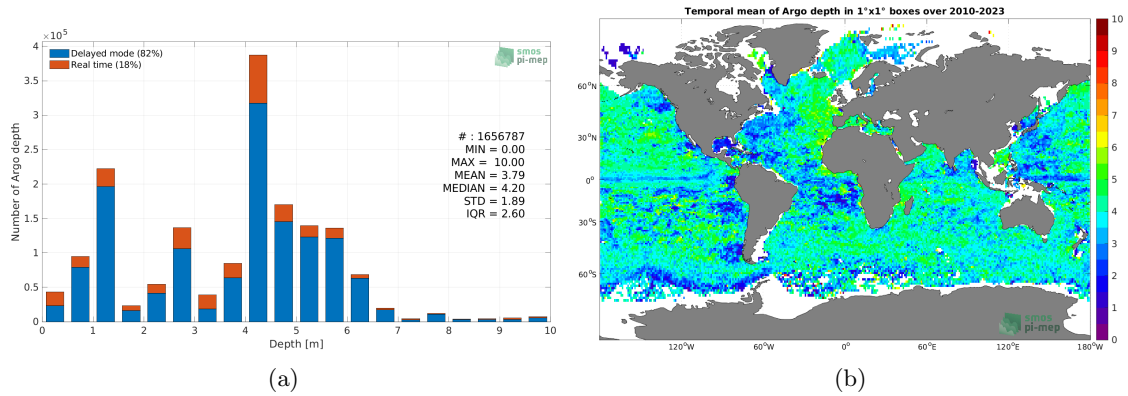 ×10⁵
Delayed mode (82%)
Real time (18%)
smos
pi-mep
# : 1656787
MIN = 0.00
MAX = 10.00
MEAN = 3.79
MEDIAN = 4.20
STD = 1.89
IQR = 2.60
4
3.5
3
2.5
2
1.5
1
0.5
0
Number of Argo depth
0 1 2 3 4 5 6 7 8 9 10
Depth [m]
(a)
Temporal mean of Argo depth in 1°x1° boxes over 2010-2023
60°N
30°N
0°
30°S
60°S
120°W 60°W 0° 60°E 120°E 180°W
10
9
8
7
6
5
4
3
2
1
0
smos
pi-mep
(b)